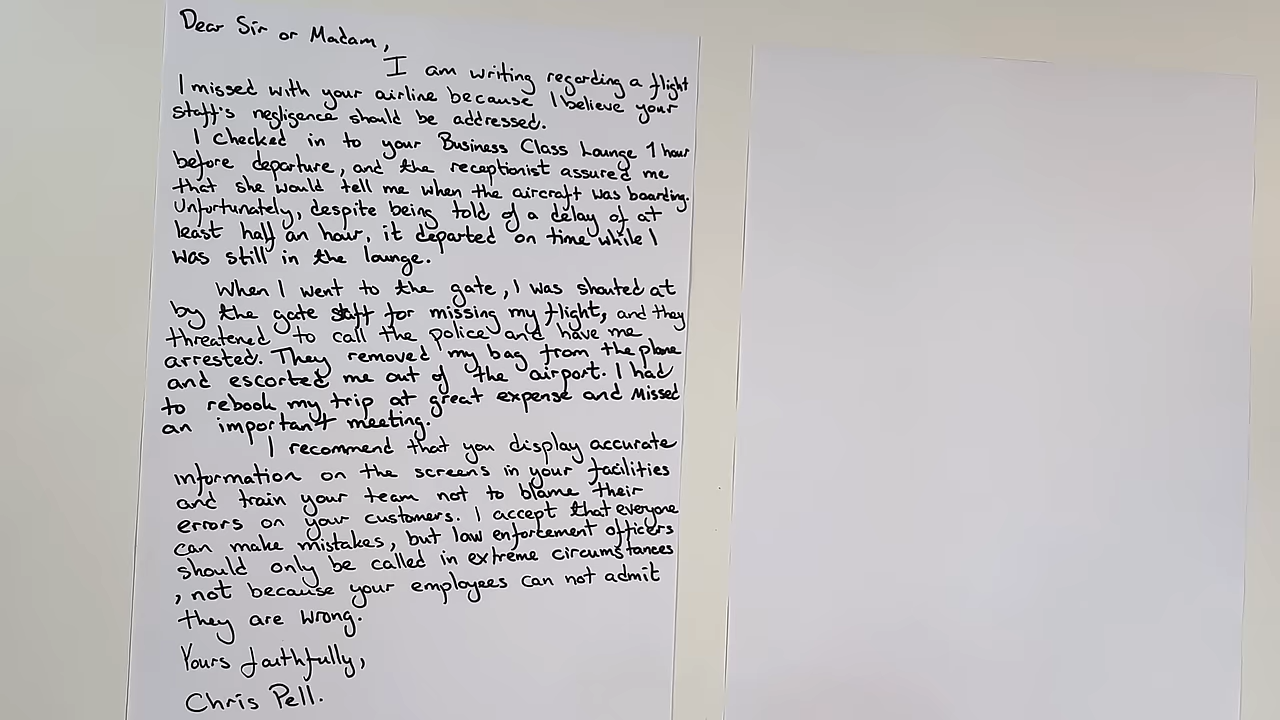 Dear Sir or Madam,
I am writing regarding a flight
I missed with your airline because I believe your
staff's negligence should be addressed.
I Checked in to your Business Class Lounge 1 hour
before departure, and the receptionist assured me
that she would tell me when the aircraft was boarding.
Unfortunately, despite being told of a delay of at
least half an hour, it departed on time while I
was still in the lounge.
When I went to the gate, I was shouted at
by the gate staff for missing my flight, and they
threatened to call the police and have me
arrested. They removed my bag from the plane
and escorted me out of the airport. I had
to rebook my trip at great expense and Missed
an important meeting.
I recommend that you display accurate
information on the screens in your facilities
and train your team not to blame their
errors on your customers. I accept that everyone
can make mistakes, but law enforcement officers
should only be called in extreme circumstances
, not because your employees can not admit
they are wrong.
Yours faithfully,
Chris Pell.